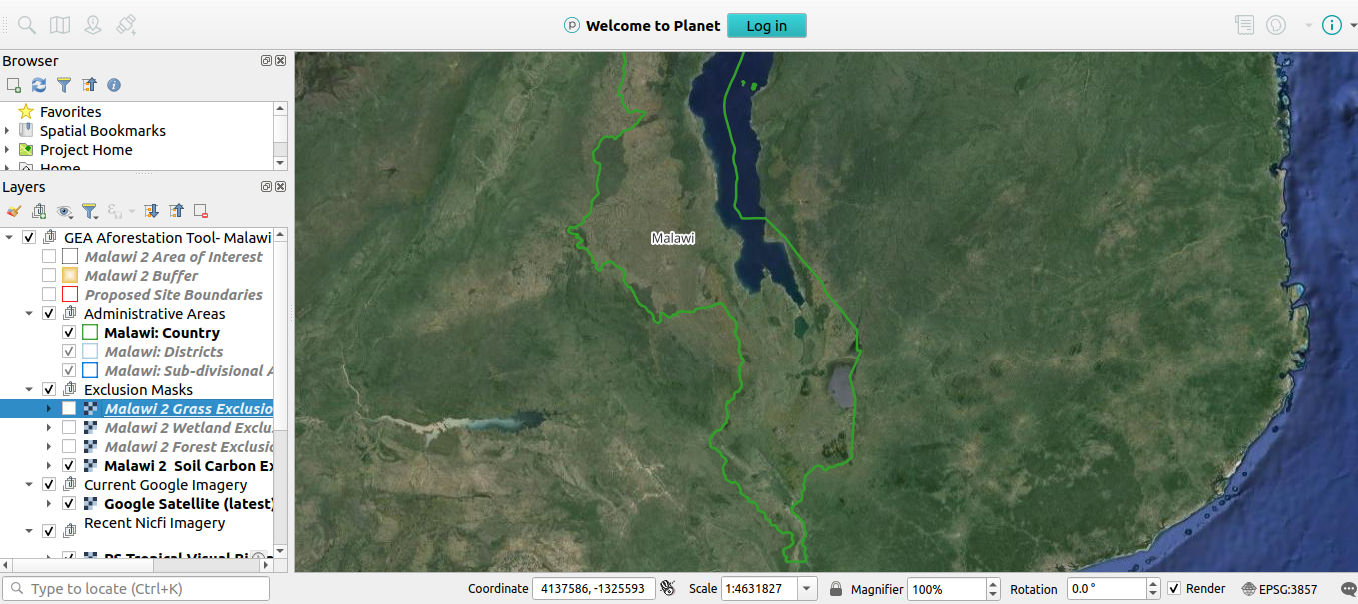 Welcome to Planet Log in
Browser
Favorites
Spatial Bookmarks
Project Home
Home
Layers
GEA Aforestation Tool- Malawi
Malawi 2 Area of Interest
Malawi 2 Buffer
Proposed Site Boundaries
Administrative Areas
Malawi: Country
Malawi: Districts
Malawi: Sub-divisional A
Exclusion Masks
Malawi 2 Grass Exclusio
Malawi 2 Wetland Exclu
Malawi 2 Forest Exclusio
Malawi 2 Soil Carbon Ex
Current Google Imagery
Google Satellite (latest)
Recent Nicfi Imagery
PS Tropical Visual Bi
Malawi
Type to locate (Ctrl+K) Coordinate 4137586, -1325593 Scale 1:4631827 Magnifier 100% Rotation 0.0 ° Render EPSG:3857